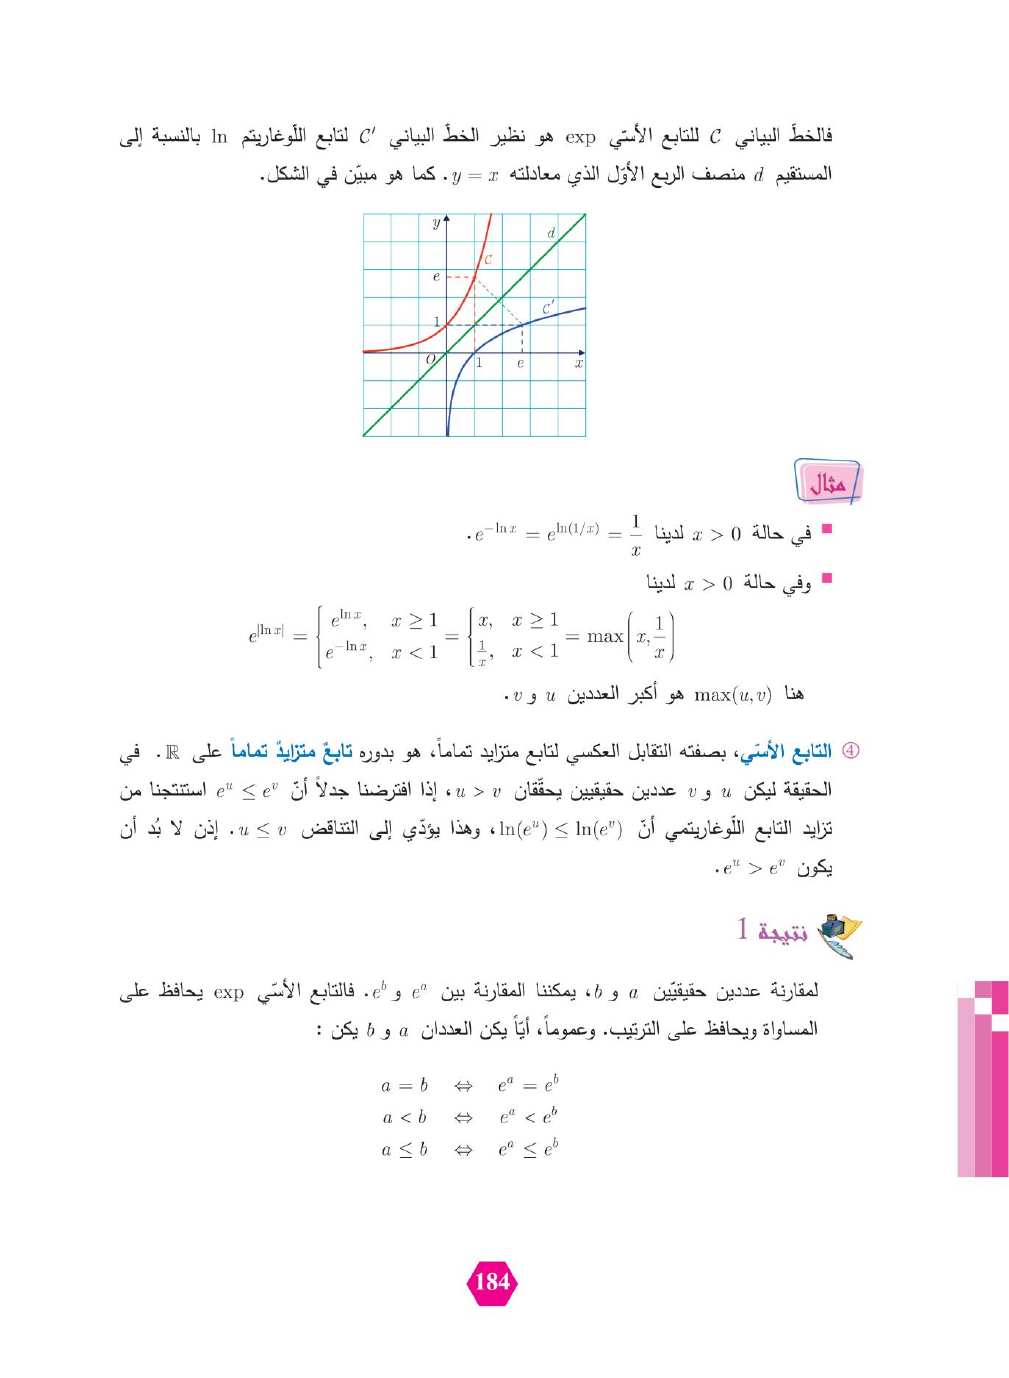 فالخطّ البياني C للتابع الأسّي exp هو نظير الخطّ البياني C′ لتابع اللّوغاريتم ln بالنسبة إلى
المستقيم d منصف الربع الأوّل الذي معادلته y = x. كما هو مبيّن في الشكل.
y
d
C
e
C′
1
O
1
e
x
مثال
في حالة x > 0 لدينا e^{−ln x} = e^{ln(1/x)} = 1/x.
وفي حالة x > 0 لدينا
e^{|ln x|} = { e^{ln x}, x ≥ 1 ; e^{−ln x}, x < 1 = { x, x ≥ 1 ; 1/x, x < 1 = max(x, 1/x)
هنا max(u,v) هو أكبر العددين u و v.
④ التابع الأسّي، بصفته التقابل العكسي لتابع متزايد تماماً، هو بدوره تابعٌ متزايدٌ تماماً على ℝ. في
الحقيقة ليكن u و v عددين حقيقيين يحقّقان u > v، إذا افترضنا جدلاً أنّ e^u ≤ e^v استنتجنا من
تزايد التابع اللّوغاريتمي أنّ ln(e^u) ≤ ln(e^v)، وهذا يؤدّي إلى التناقض u ≤ v. إذن لا بُد أن
يكون e^u > e^v.
نتيجة 1
لمقارنة عددين حقيقيّين a و b، يمكننا المقارنة بين e^a و e^b. فالتابع الأسّي exp يحافظ على
المساواة ويحافظ على الترتيب. وعموماً، أيّاً يكن العددان a و b يكن :
a = b ⇔ e^a = e^b
a < b ⇔ e^a < e^b
a ≤ b ⇔ e^a ≤ e^b
184